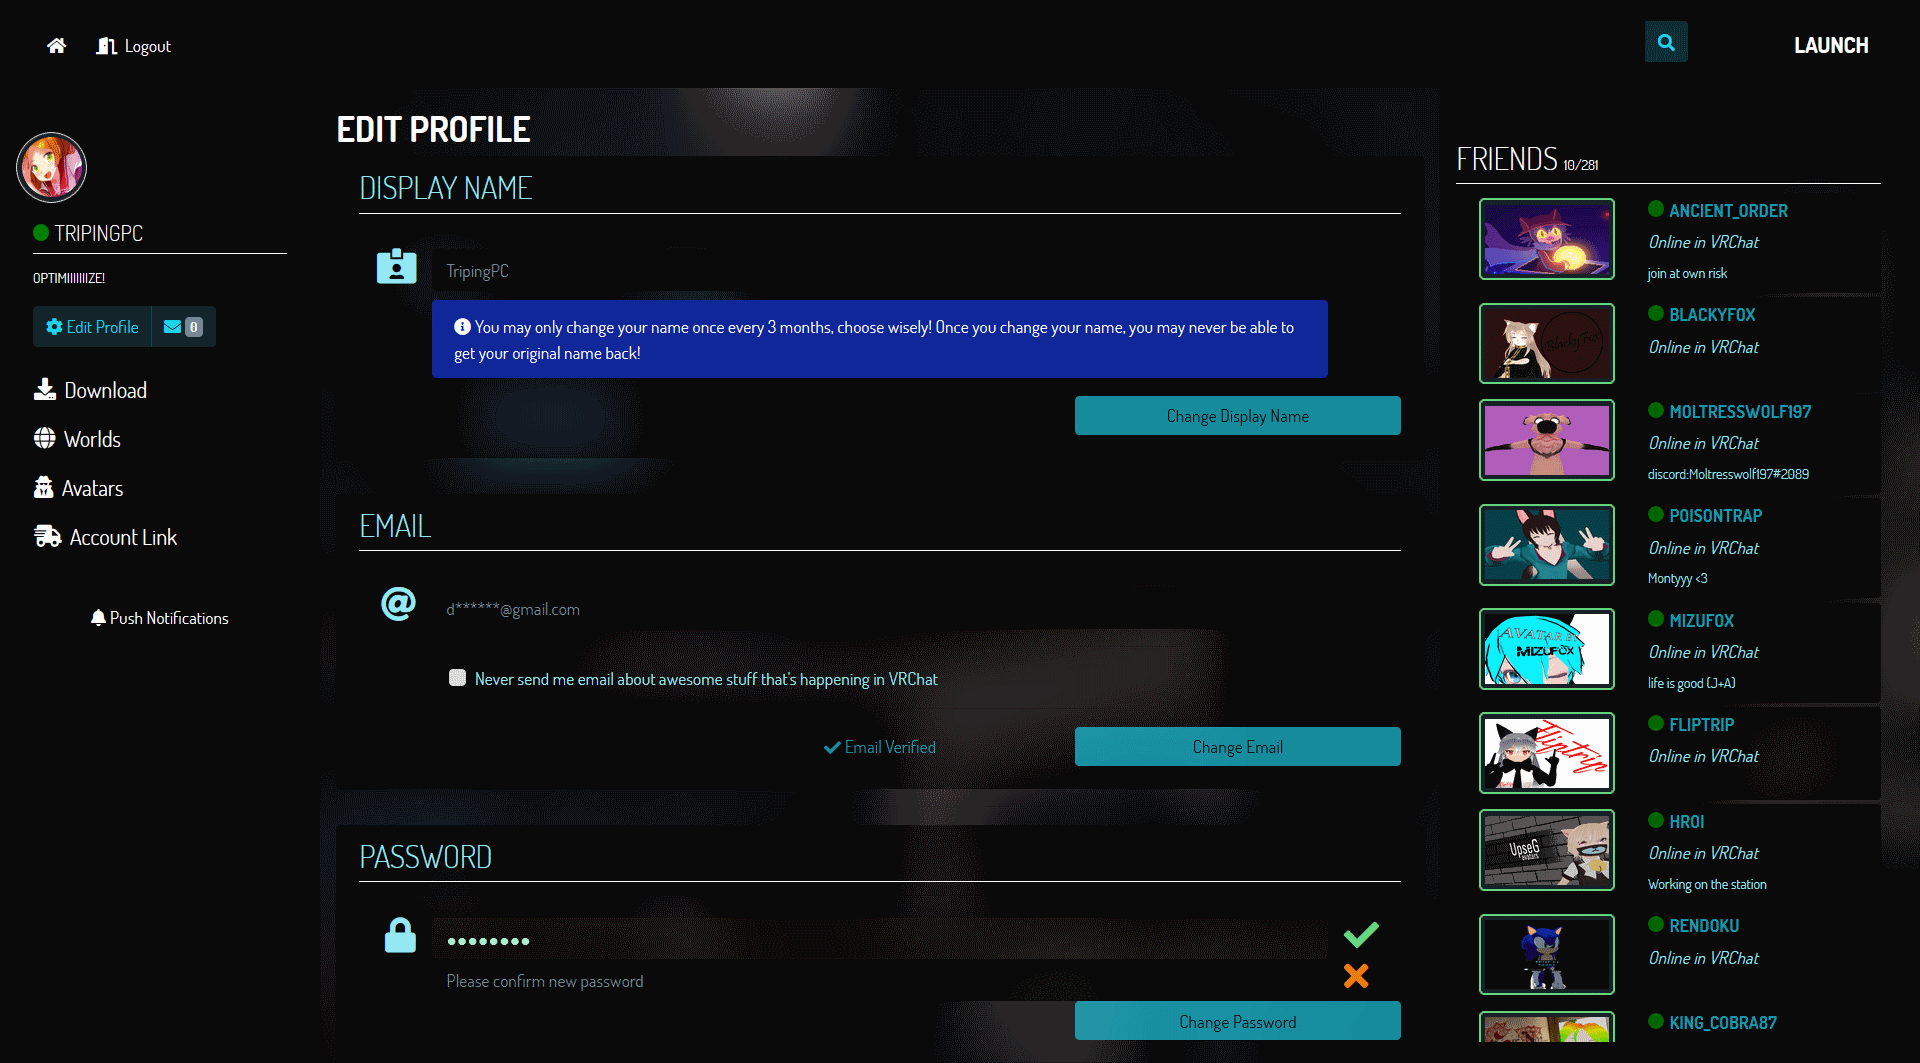 Logout
LAUNCH
TRIPINGPC
OPTIMIIIIIIIZE!
Edit Profile
0
Download
Worlds
Avatars
Account Link
Push Notifications
EDIT PROFILE
DISPLAY NAME
TripingPC
You may only change your name once every 3 months, choose wisely! Once you change your name, you may never be able to
get your original name back!
Change Display Name
EMAIL
d******@gmail.com
Never send me email about awesome stuff that's happening in VRChat
Email Verified
Change Email
PASSWORD
••••••••
Please confirm new password
Change Password
FRIENDS 10/281
ANCIENT_ORDER
Online in VRChat
join at own risk
BlackyFox
BLACKYFOX
Online in VRChat
MOLTRESSWOLF197
Online in VRChat
discord:Moltresswolf197#2089
POISONTRAP
Online in VRChat
Montyyy <3
MIZUFOX
MIZUFOX
Online in VRChat
life is good (J+A)
Fliptrip
FLIPTRIP
Online in VRChat
UpseG
avatars
HROI
Online in VRChat
Working on the station
RENDOKU
Online in VRChat
KING_COBRA87